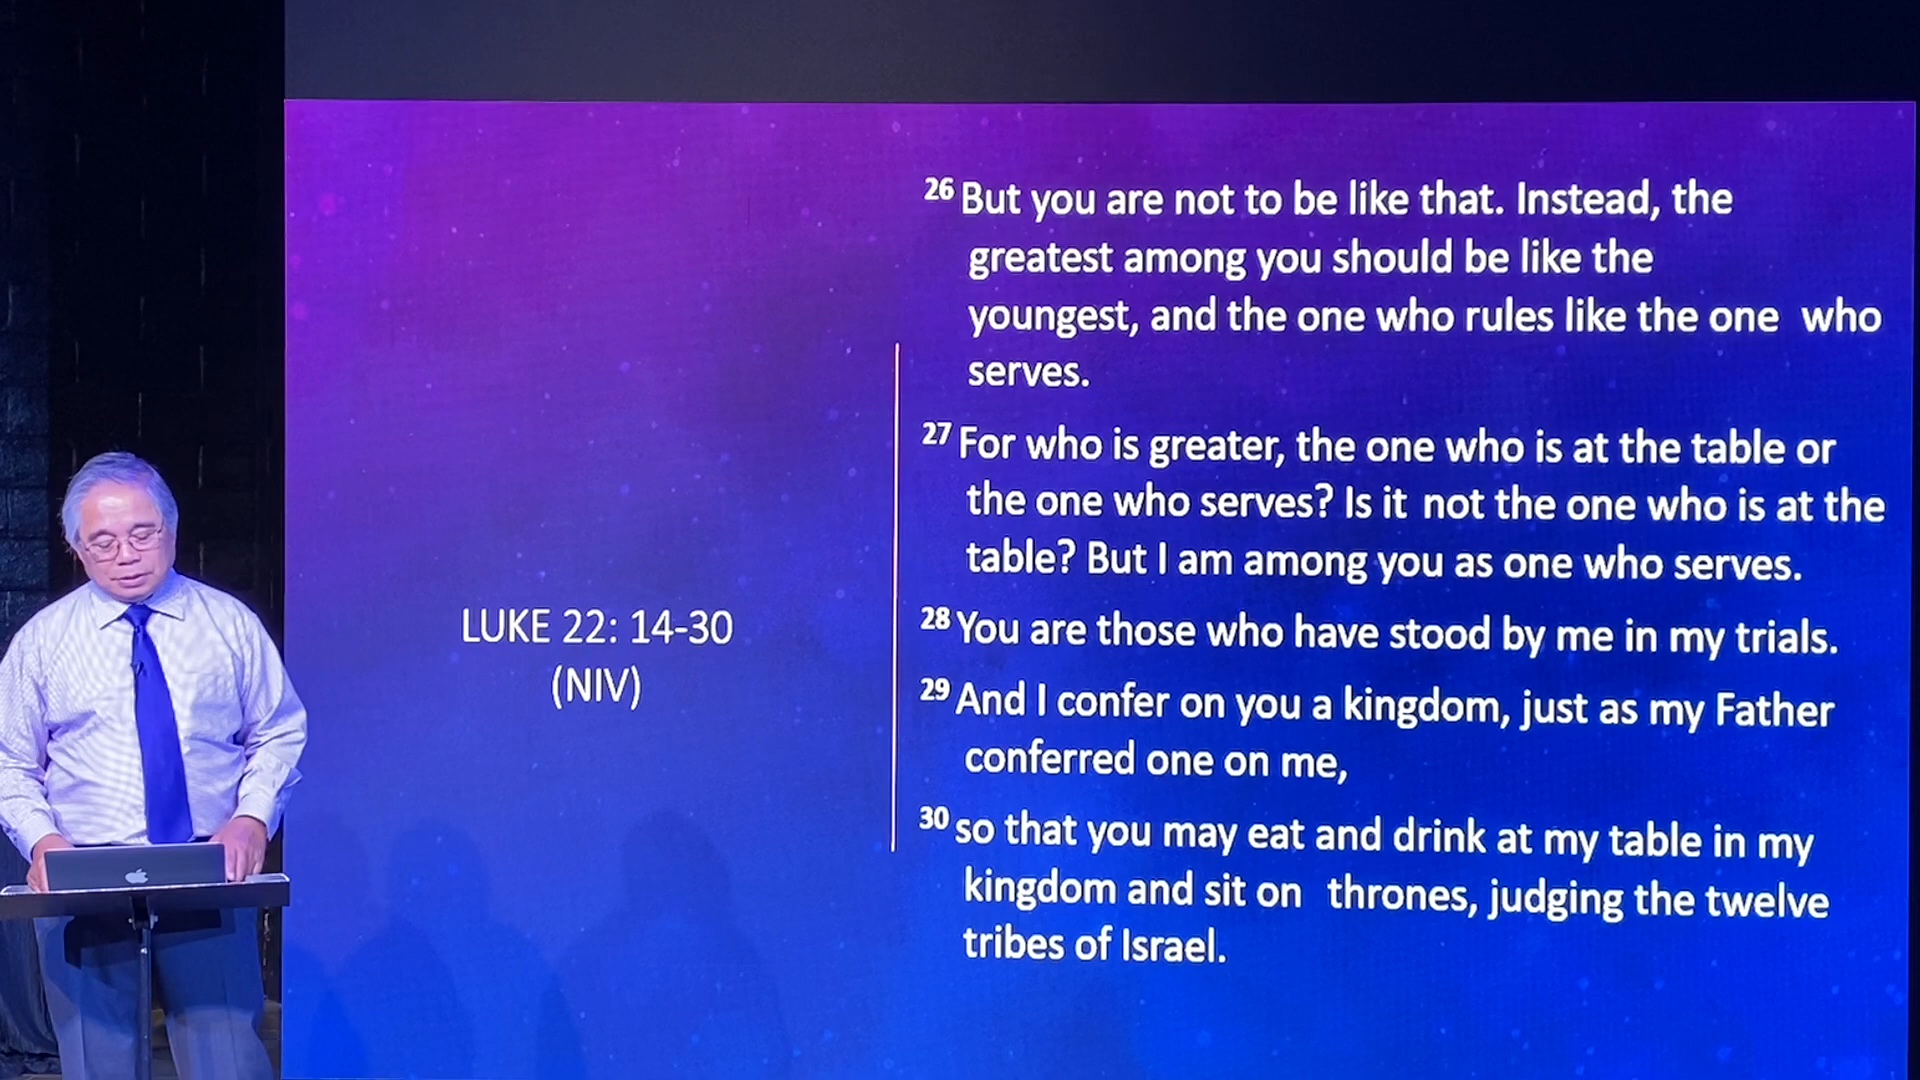 LUKE 22: 14-30
(NIV)
26 But you are not to be like that. Instead, the
greatest among you should be like the
youngest, and the one who rules like the one who
serves.
27 For who is greater, the one who is at the table or
the one who serves? Is it not the one who is at the
table? But I am among you as one who serves.
28 You are those who have stood by me in my trials.
29 And I confer on you a kingdom, just as my Father
conferred one on me,
30 so that you may eat and drink at my table in my
kingdom and sit on thrones, judging the twelve
tribes of Israel.